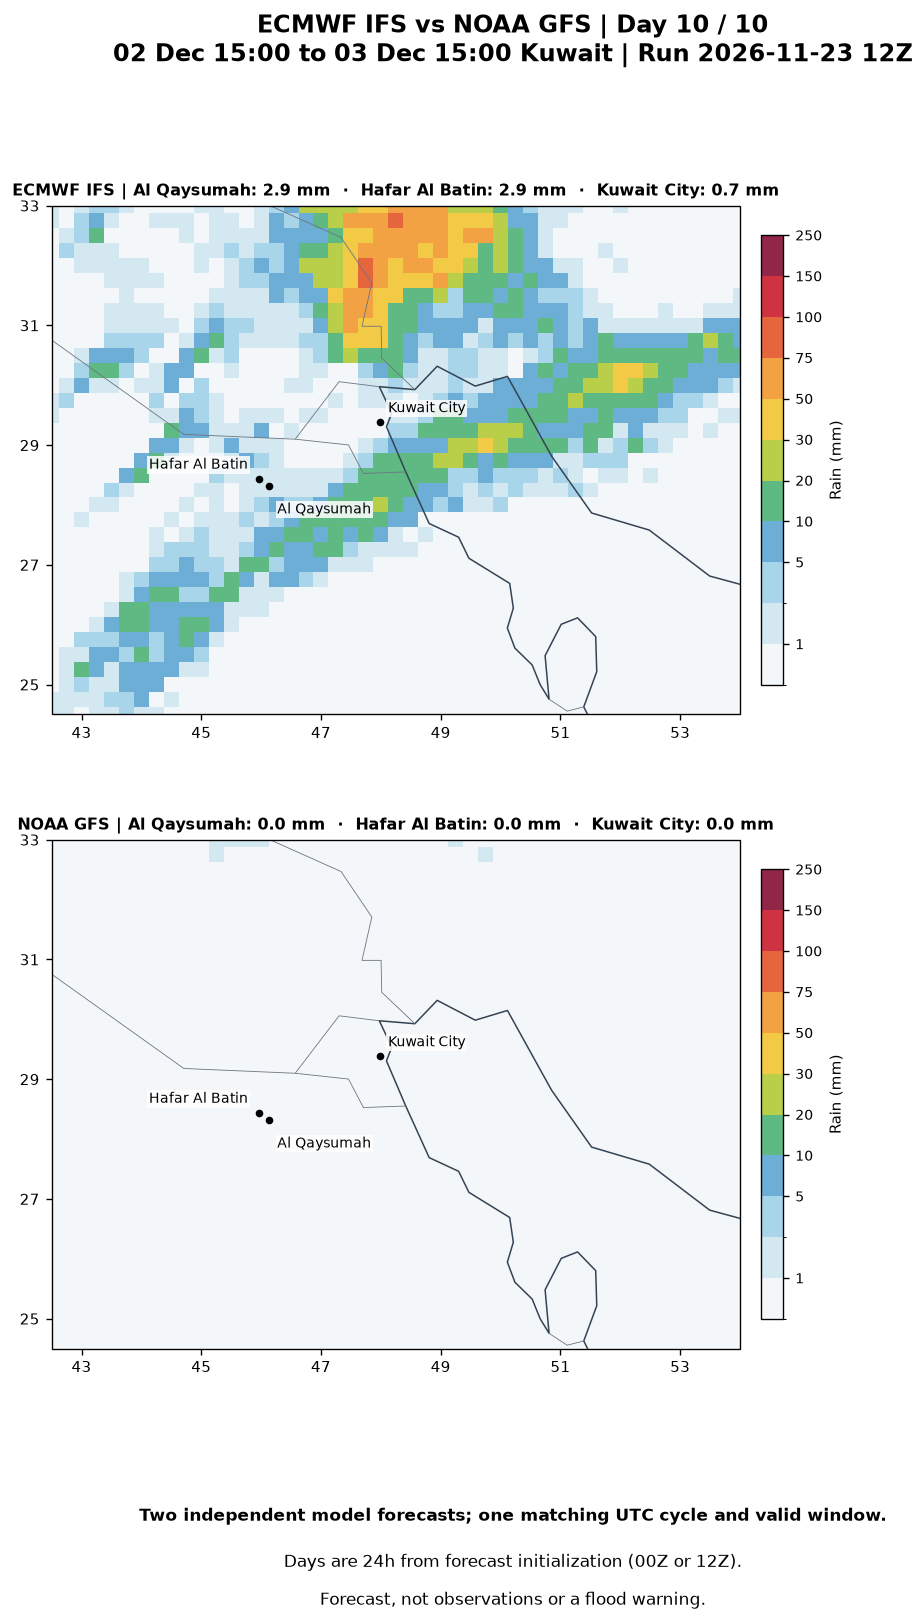 ECMWF IFS vs NOAA GFS | Day 10 / 10
02 Dec 15:00 to 03 Dec 15:00 Kuwait | Run 2026-11-23 12Z
ECMWF IFS | Al Qaysumah: 2.9 mm · Hafar Al Batin: 2.9 mm · Kuwait City: 0.7 mm
33
31
29
27
25
43
45
47
49
51
53
Kuwait City
Hafar Al Batin
Al Qaysumah
250
150
100
75
50
30
20
10
5
1
Rain (mm)
NOAA GFS | Al Qaysumah: 0.0 mm · Hafar Al Batin: 0.0 mm · Kuwait City: 0.0 mm
33
31
29
27
25
43
45
47
49
51
53
Kuwait City
Hafar Al Batin
Al Qaysumah
250
150
100
75
50
30
20
10
5
1
Rain (mm)
Two independent model forecasts; one matching UTC cycle and valid window.
Days are 24h from forecast initialization (00Z or 12Z).
Forecast, not observations or a flood warning.